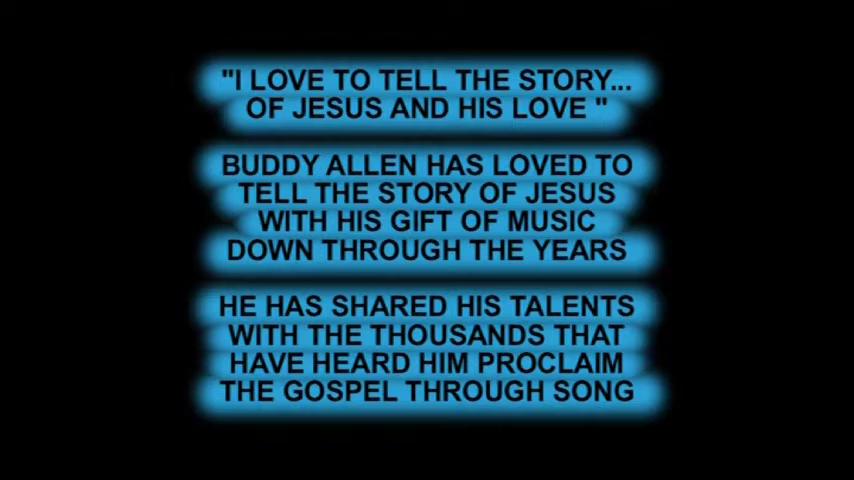 "I LOVE TO TELL THE STORY...
OF JESUS AND HIS LOVE "
BUDDY ALLEN HAS LOVED TO
TELL THE STORY OF JESUS
WITH HIS GIFT OF MUSIC
DOWN THROUGH THE YEARS
HE HAS SHARED HIS TALENTS
WITH THE THOUSANDS THAT
HAVE HEARD HIM PROCLAIM
THE GOSPEL THROUGH SONG